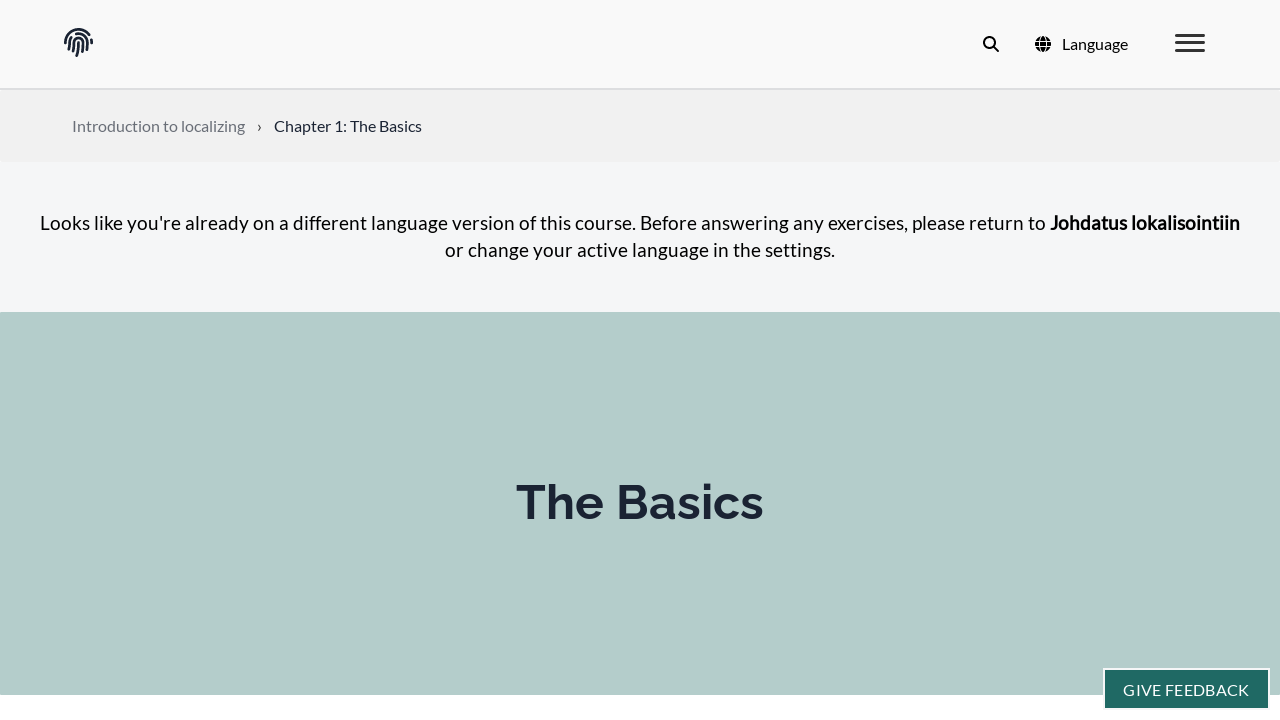 Language
Introduction to localizing › Chapter 1: The Basics
Looks like you're already on a different language version of this course. Before answering any exercises, please return to Johdatus lokalisointiin
or change your active language in the settings.
The Basics
GIVE FEEDBACK